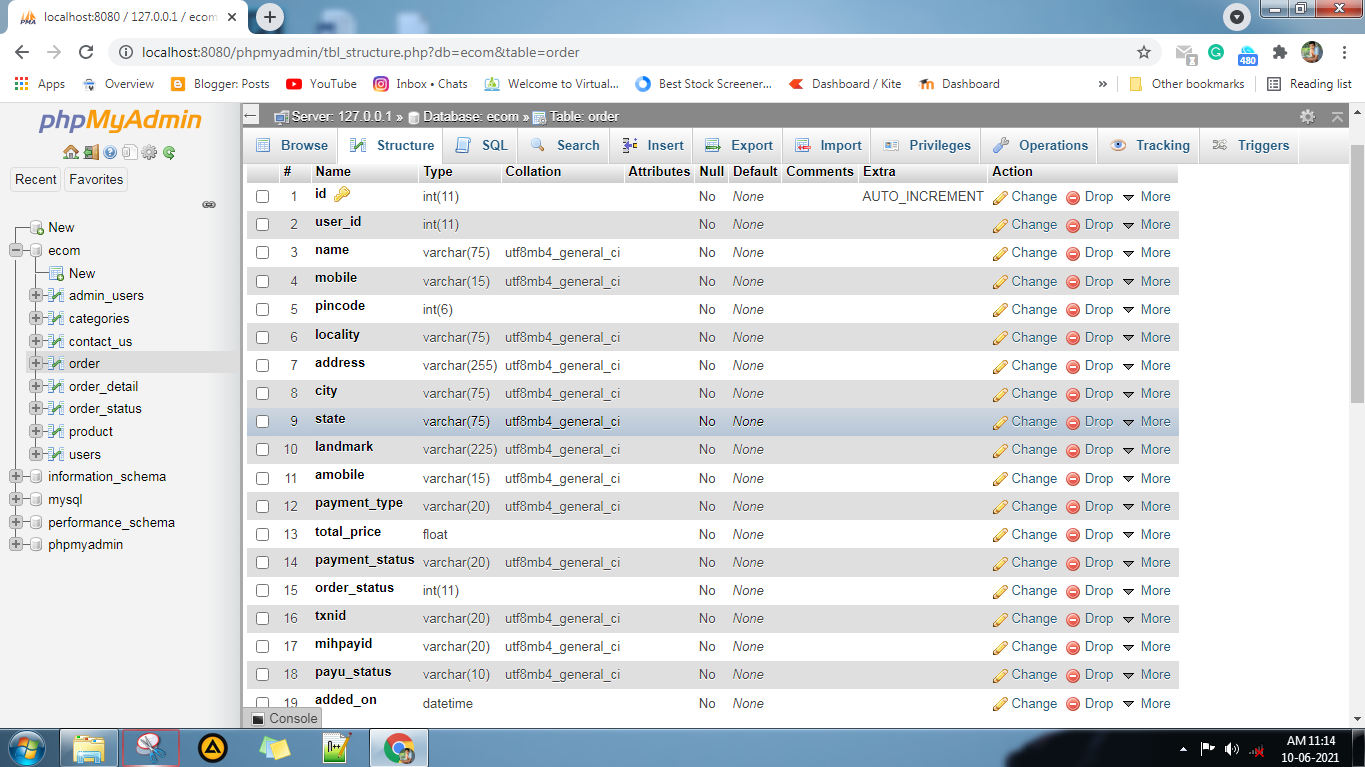 localhost:8080 / 127.0.0.1 / ecom
localhost:8080/phpmyadmin/tbl_structure.php?db=ecom&table=order
480
Apps Overview Blogger: Posts YouTube Inbox • Chats Welcome to Virtual... Best Stock Screener... Dashboard / Kite Dashboard » Other bookmarks Reading list
phpMyAdmin
Recent Favorites
New
ecom
New
admin_users
categories
contact_us
order
order_detail
order_status
product
users
information_schema
mysql
performance_schema
phpmyadmin
Server: 127.0.0.1 » Database: ecom » Table: order
Browse Structure SQL Search Insert Export Import Privileges Operations Tracking Triggers
# Name Type Collation Attributes Null Default Comments Extra Action
1 id int(11) No None AUTO_INCREMENT Change Drop More
2 user_id int(11) No None Change Drop More
3 name varchar(75) utf8mb4_general_ci No None Change Drop More
4 mobile varchar(15) utf8mb4_general_ci No None Change Drop More
5 pincode int(6) No None Change Drop More
6 locality varchar(75) utf8mb4_general_ci No None Change Drop More
7 address varchar(255) utf8mb4_general_ci No None Change Drop More
8 city varchar(75) utf8mb4_general_ci No None Change Drop More
9 state varchar(75) utf8mb4_general_ci No None Change Drop More
10 landmark varchar(225) utf8mb4_general_ci No None Change Drop More
11 amobile varchar(15) utf8mb4_general_ci No None Change Drop More
12 payment_type varchar(20) utf8mb4_general_ci No None Change Drop More
13 total_price float No None Change Drop More
14 payment_status varchar(20) utf8mb4_general_ci No None Change Drop More
15 order_status int(11) No None Change Drop More
16 txnid varchar(20) utf8mb4_general_ci No None Change Drop More
17 mihpayid varchar(20) utf8mb4_general_ci No None Change Drop More
18 payu_status varchar(10) utf8mb4_general_ci No None Change Drop More
19 added_on datetime No None Change Drop More
Console
AM 11:14
10-06-2021